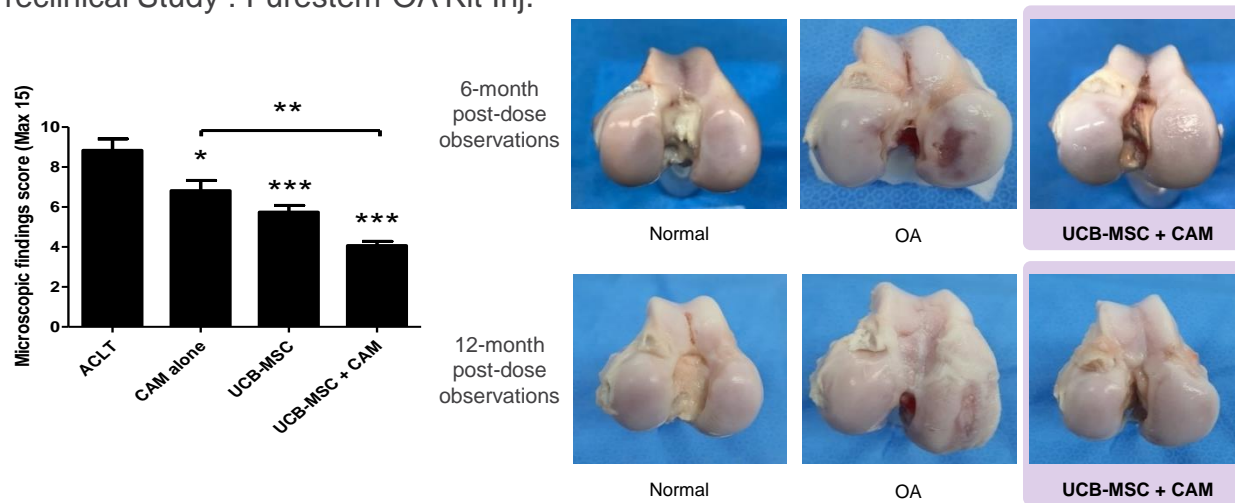 reclinical Study : Purestem-OA Kit Inj.
Microscopic findings score (Max 15)
10
8
6
4
2
0
*
***
***
**
ACLT
CAM alone
UCB-MSC
UCB-MSC + CAM
6-month
post-dose
observations
Normal
OA
UCB-MSC + CAM
12-month
post-dose
observations
Normal
OA
UCB-MSC + CAM